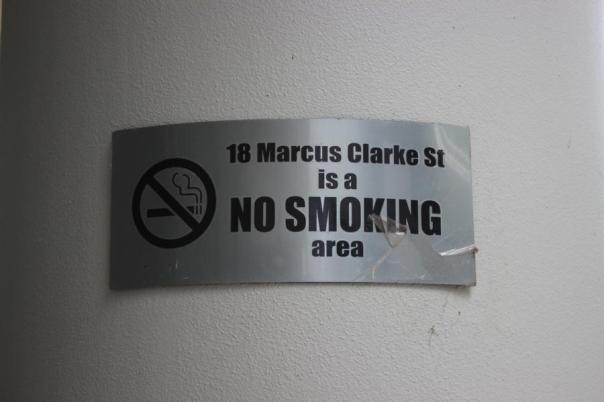 18 Marcus Clarke St
is a
NO SMOKING
area